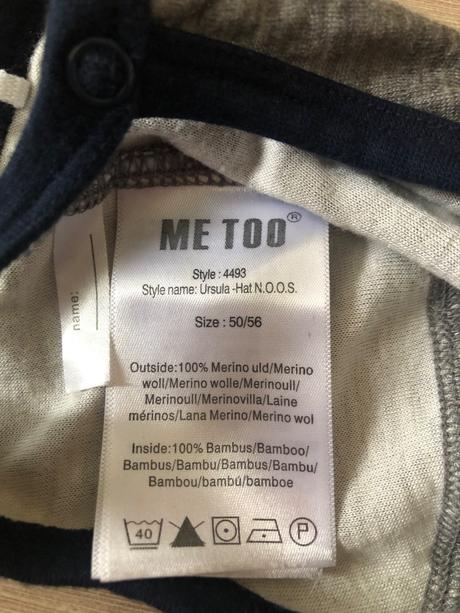 ME TOO®
Style : 4493
Style name: Ursula -Hat N.O.O.S.
Size : 50/56
Outside:100% Merino uld/Merino
woll/Merino wolle/Merinoull/
Merinoull/Merinovilla/Laine
mérinos/Lana Merino/Merino wol
Inside:100% Bambus/Bamboo/
Bambus/Bambu/Bambus/Bambu/
Bambou/bambú/bamboe
40 P
name: